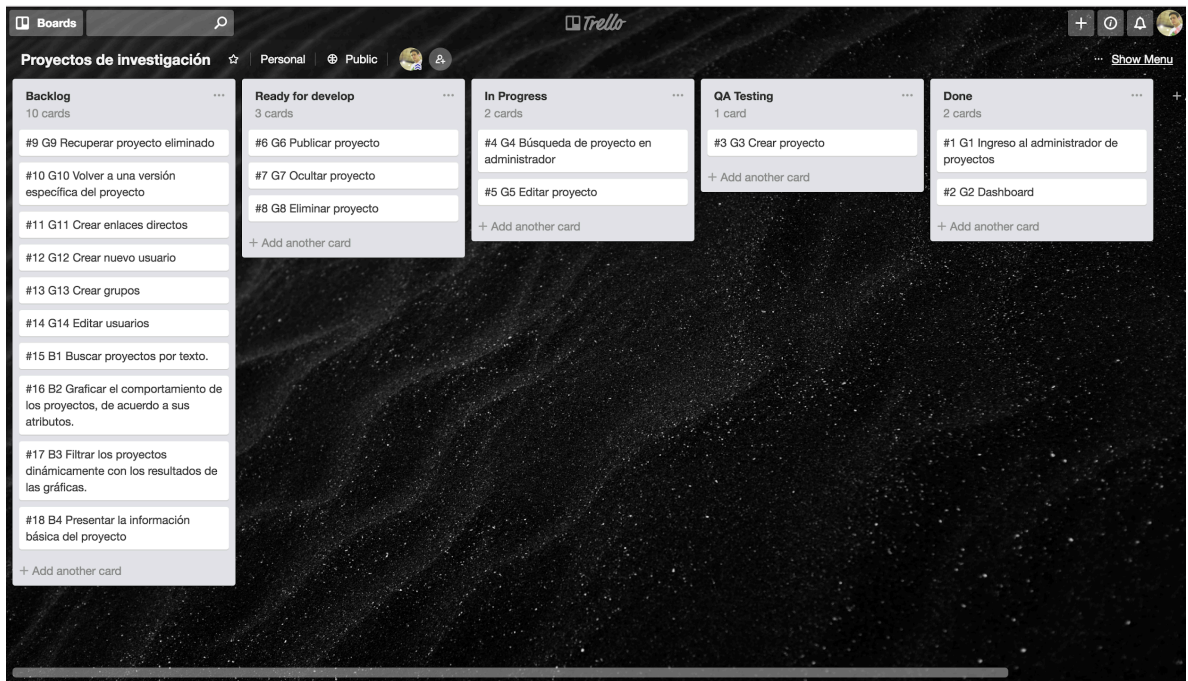 Boards
Trello
Proyectos de investigación
Personal
Public
Show Menu
Backlog
10 cards
#9 G9 Recuperar proyecto eliminado
#10 G10 Volver a una versión
específica del proyecto
#11 G11 Crear enlaces directos
#12 G12 Crear nuevo usuario
#13 G13 Crear grupos
#14 G14 Editar usuarios
#15 B1 Buscar proyectos por texto.
#16 B2 Graficar el comportamiento de
los proyectos, de acuerdo a sus
atributos.
#17 B3 Filtrar los proyectos
dinámicamente con los resultados de
las gráficas.
#18 B4 Presentar la información
básica del proyecto
+ Add another card
Ready for develop
3 cards
#6 G6 Publicar proyecto
#7 G7 Ocultar proyecto
#8 G8 Eliminar proyecto
+ Add another card
In Progress
2 cards
#4 G4 Búsqueda de proyecto en
administrador
#5 G5 Editar proyecto
+ Add another card
QA Testing
1 card
#3 G3 Crear proyecto
+ Add another card
Done
2 cards
#1 G1 Ingreso al administrador de
proyectos
#2 G2 Dashboard
+ Add another card